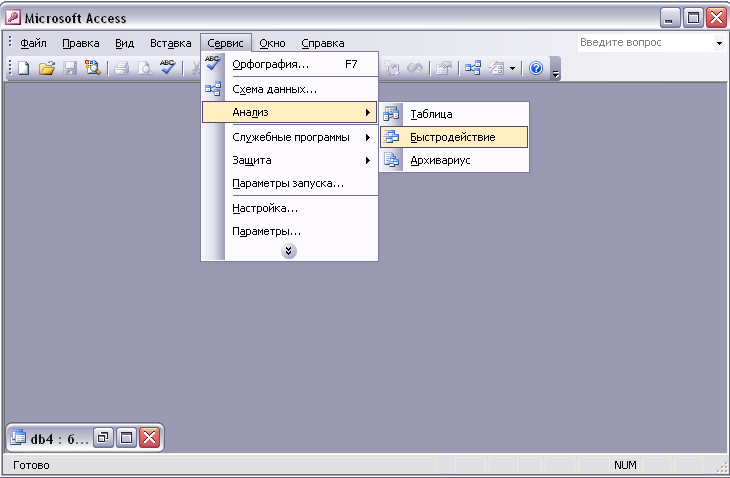 Microsoft Access
Файл Правка Вид Вставка Сервис Окно Справка Введите вопрос
Орфография... F7
Схема данных...
Анализ
Таблица
Служебные программы
Быстродействие
Защита
Архивариус
Параметры запуска...
Настройка...
Параметры...
db4 : б...
Готово NUM